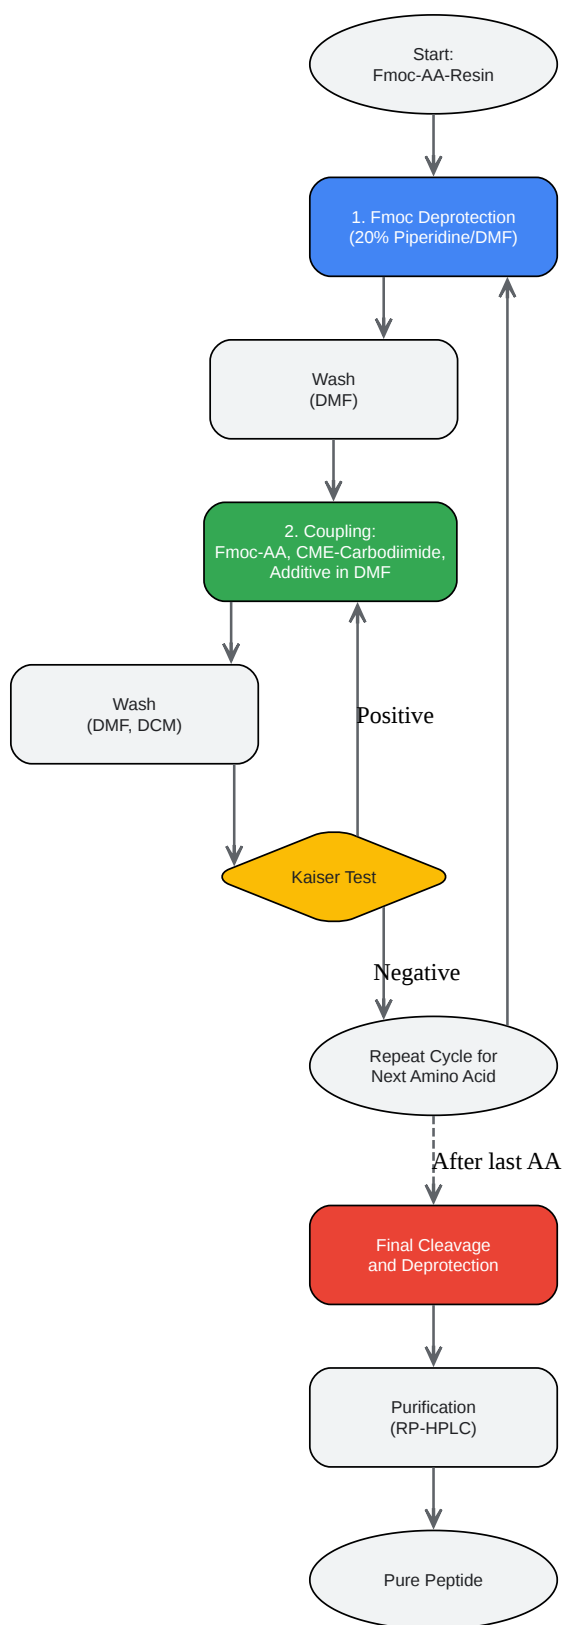 Start:
Fmoc-AA-Resin
1. Fmoc Deprotection
(20% Piperidine/DMF)
Wash
(DMF)
2. Coupling:
Fmoc-AA, CME-Carbodiimide,
Additive in DMF
Wash
(DMF, DCM)
Positive
Kaiser Test
Negative
Repeat Cycle for
Next Amino Acid
After last AA
Final Cleavage
and Deprotection
Purification
(RP-HPLC)
Pure Peptide